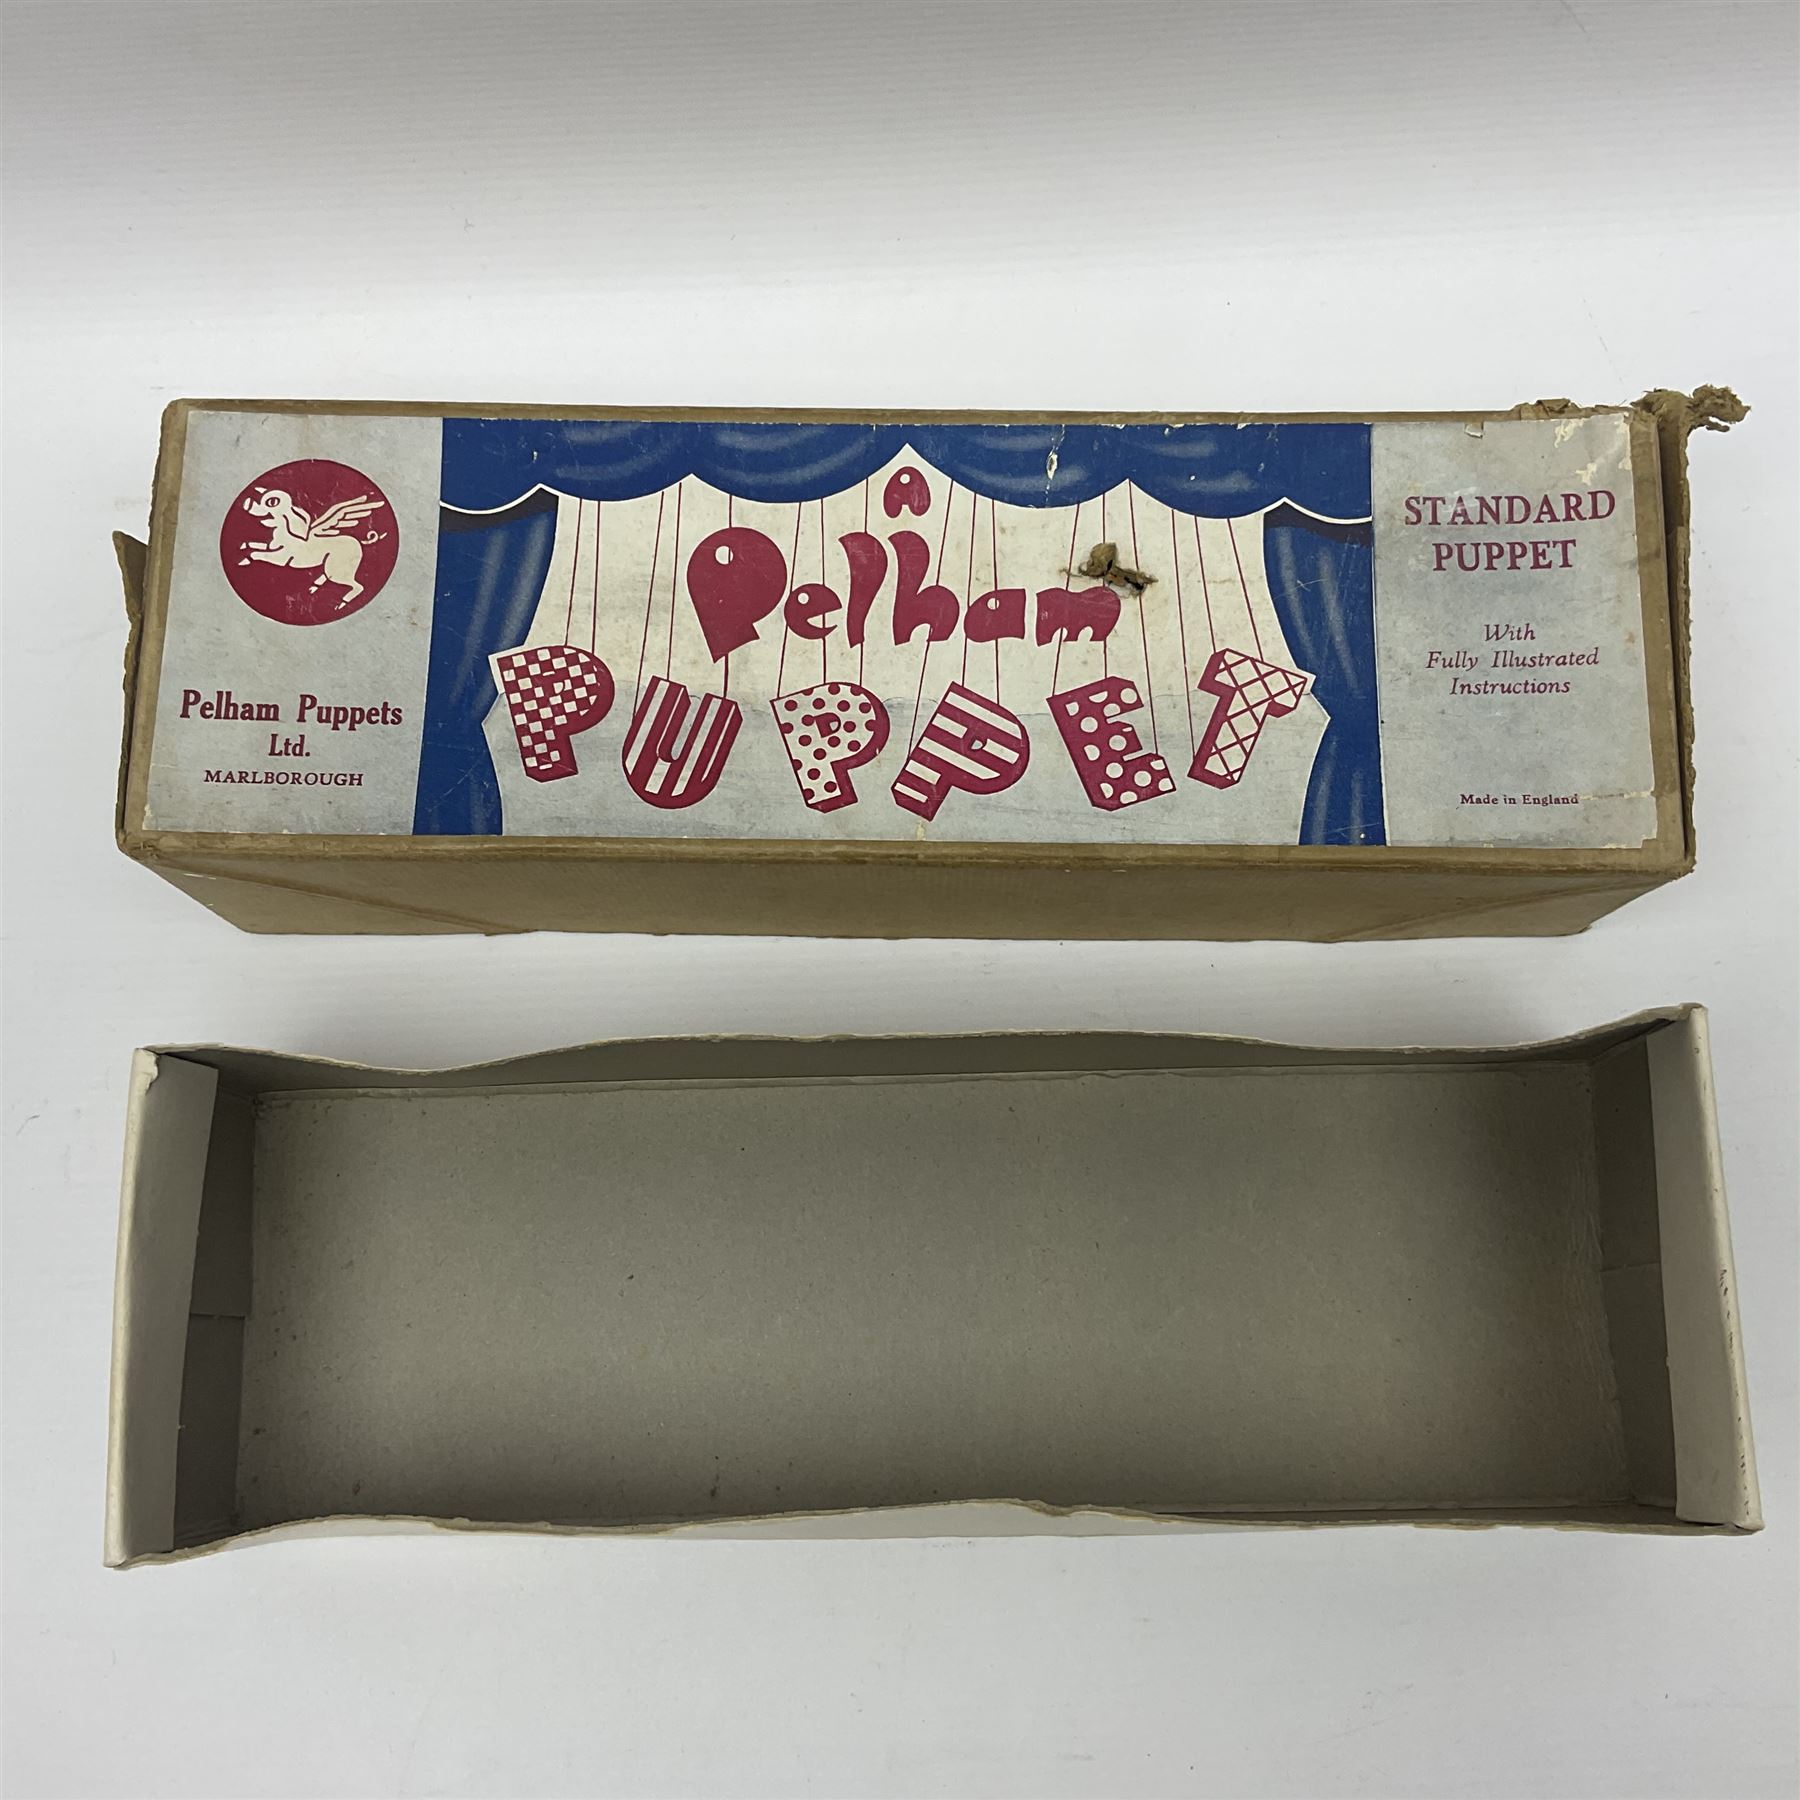 Pelham Puppets
Ltd.
MARLBOROUGH
A
Pelham
PUPPET
STANDARD
PUPPET
With
Fully Illustrated
Instructions
Made in England